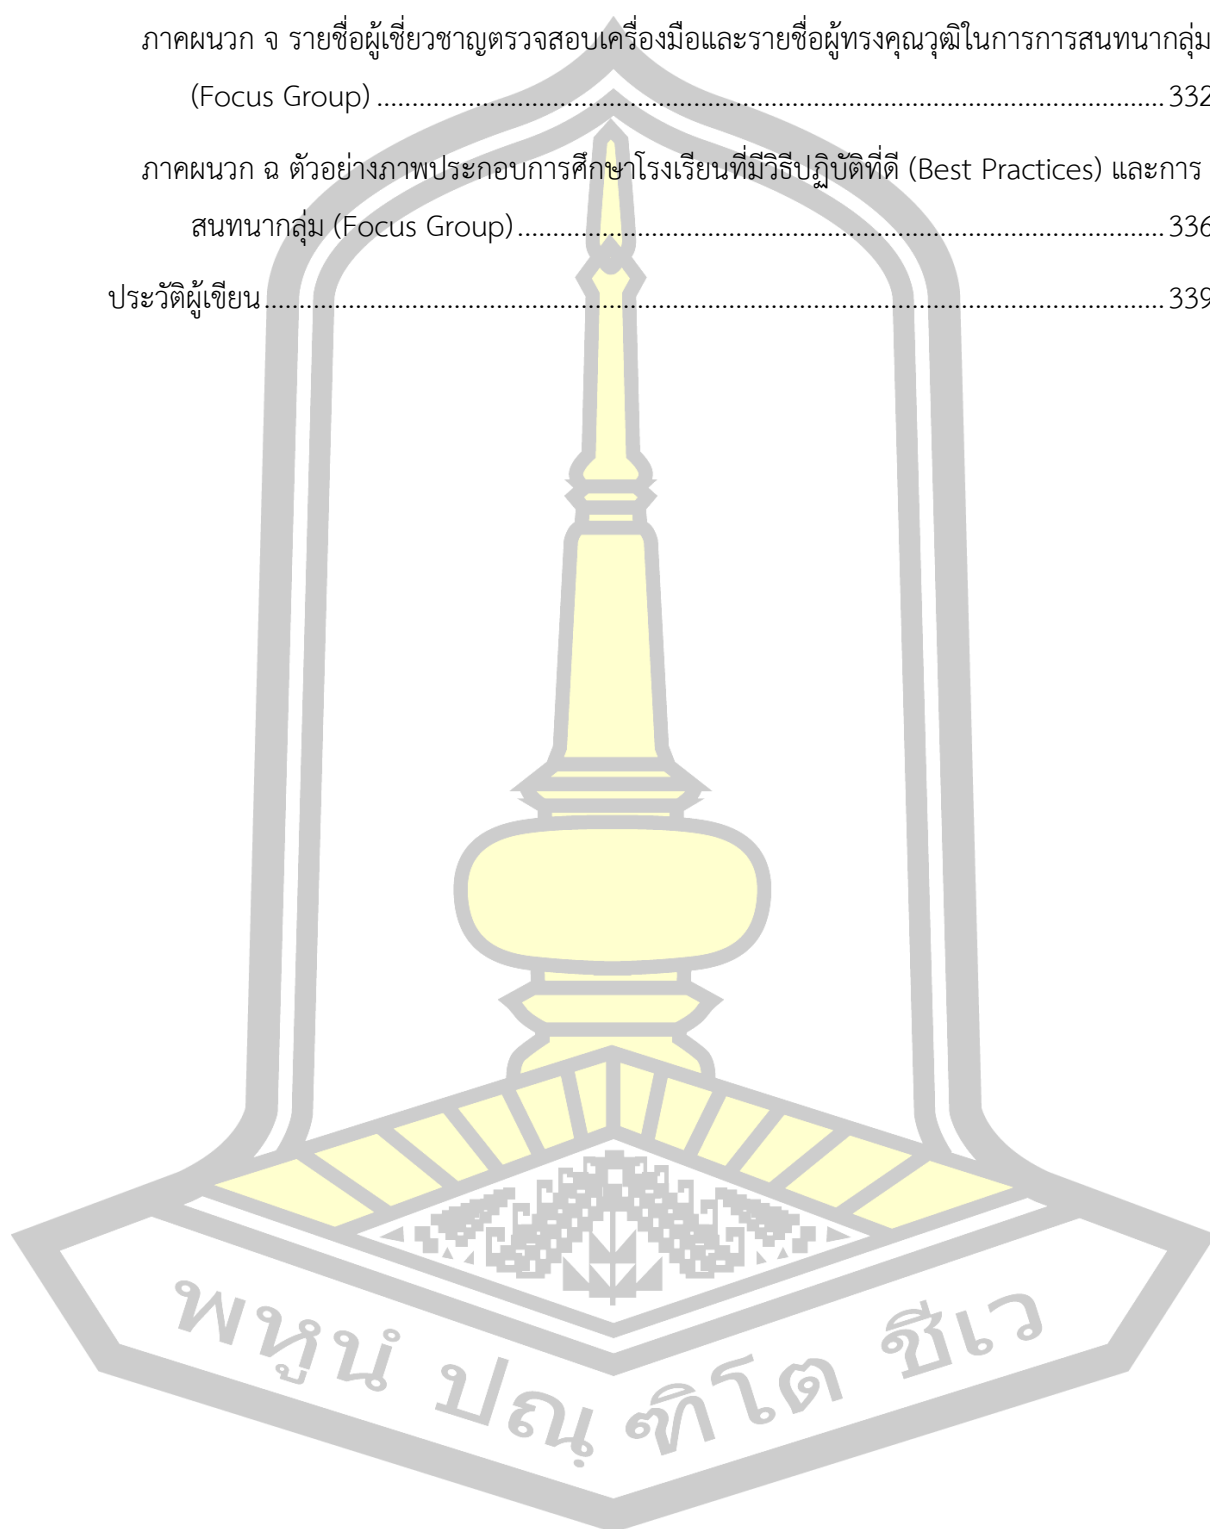 ภาคผนวก จ รายชื่อผู้เชี่ยวชาญตรวจสอบเครื่องมือและรายชื่อผู้ทรงคุณวุฒิในการการสนทนากลุ่ม
(Focus Group) ........................................................................................................ 332
ภาคผนวก ฉ ตัวอย่างภาพประกอบการศึกษาโรงเรียนที่มีวิธีปฏิบัติที่ดี (Best Practices) และการ
สนทนากลุ่ม (Focus Group) ........................................................................................ 336
ประวัติผู้เขียน ........................................................................................................ 339
พหูนํ ปณฺ ฑิโต ชีเว